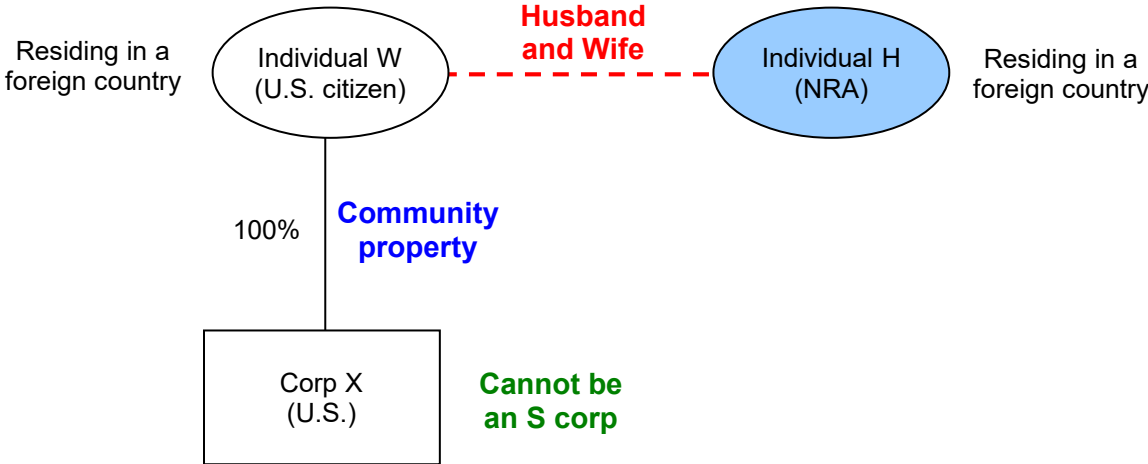 Husband
and Wife
Residing in a
foreign country
Individual W
(U.S. citizen)
Individual H
(NRA)
Residing in a
foreign country
100%
Community
property
Corp X
(U.S.)
Cannot be
an S corp